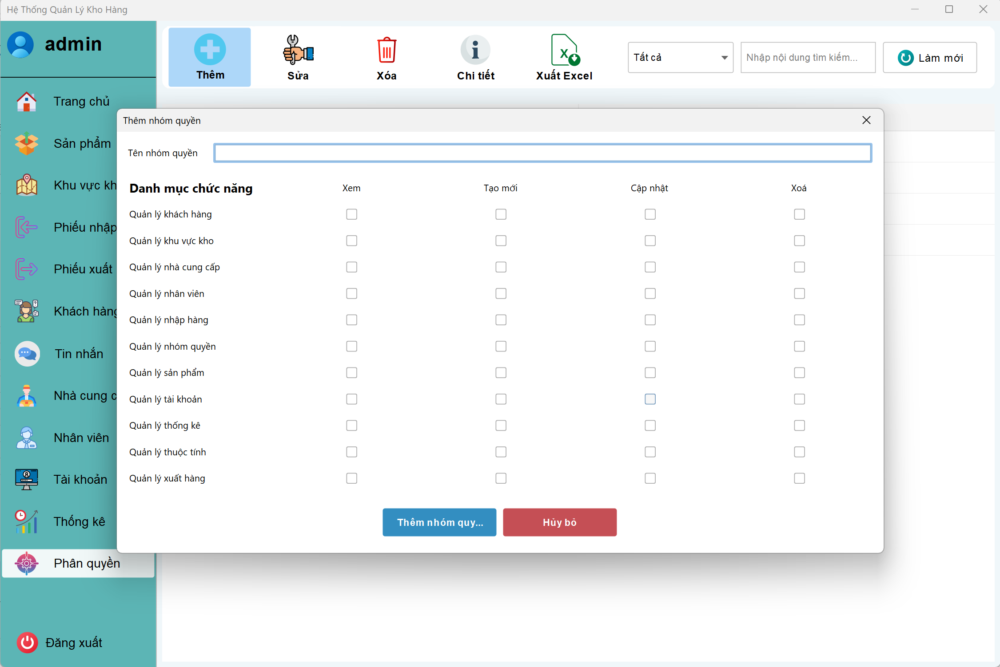 Hệ Thống Quản Lý Kho Hàng
admin
Thêm
Sửa
Xóa
Chi tiết
Xuất Excel
Tất cả
Nhập nội dung tìm kiếm...
Làm mới
Trang chủ
Sản phẩm
Khu vực kh
Phiếu nhập
Phiếu xuất
Khách hàng
Tin nhắn
Nhà cung c
Nhân viên
Tài khoản
Thống kê
Phân quyền
Đăng xuất
Thêm nhóm quyền
Tên nhóm quyền
Danh mục chức năng Xem Tạo mới Cập nhật Xoá
Quản lý khách hàng
Quản lý khu vực kho
Quản lý nhà cung cấp
Quản lý nhân viên
Quản lý nhập hàng
Quản lý nhóm quyền
Quản lý sản phẩm
Quản lý tài khoản
Quản lý thống kê
Quản lý thuộc tính
Quản lý xuất hàng
Thêm nhóm quy...
Hủy bỏ